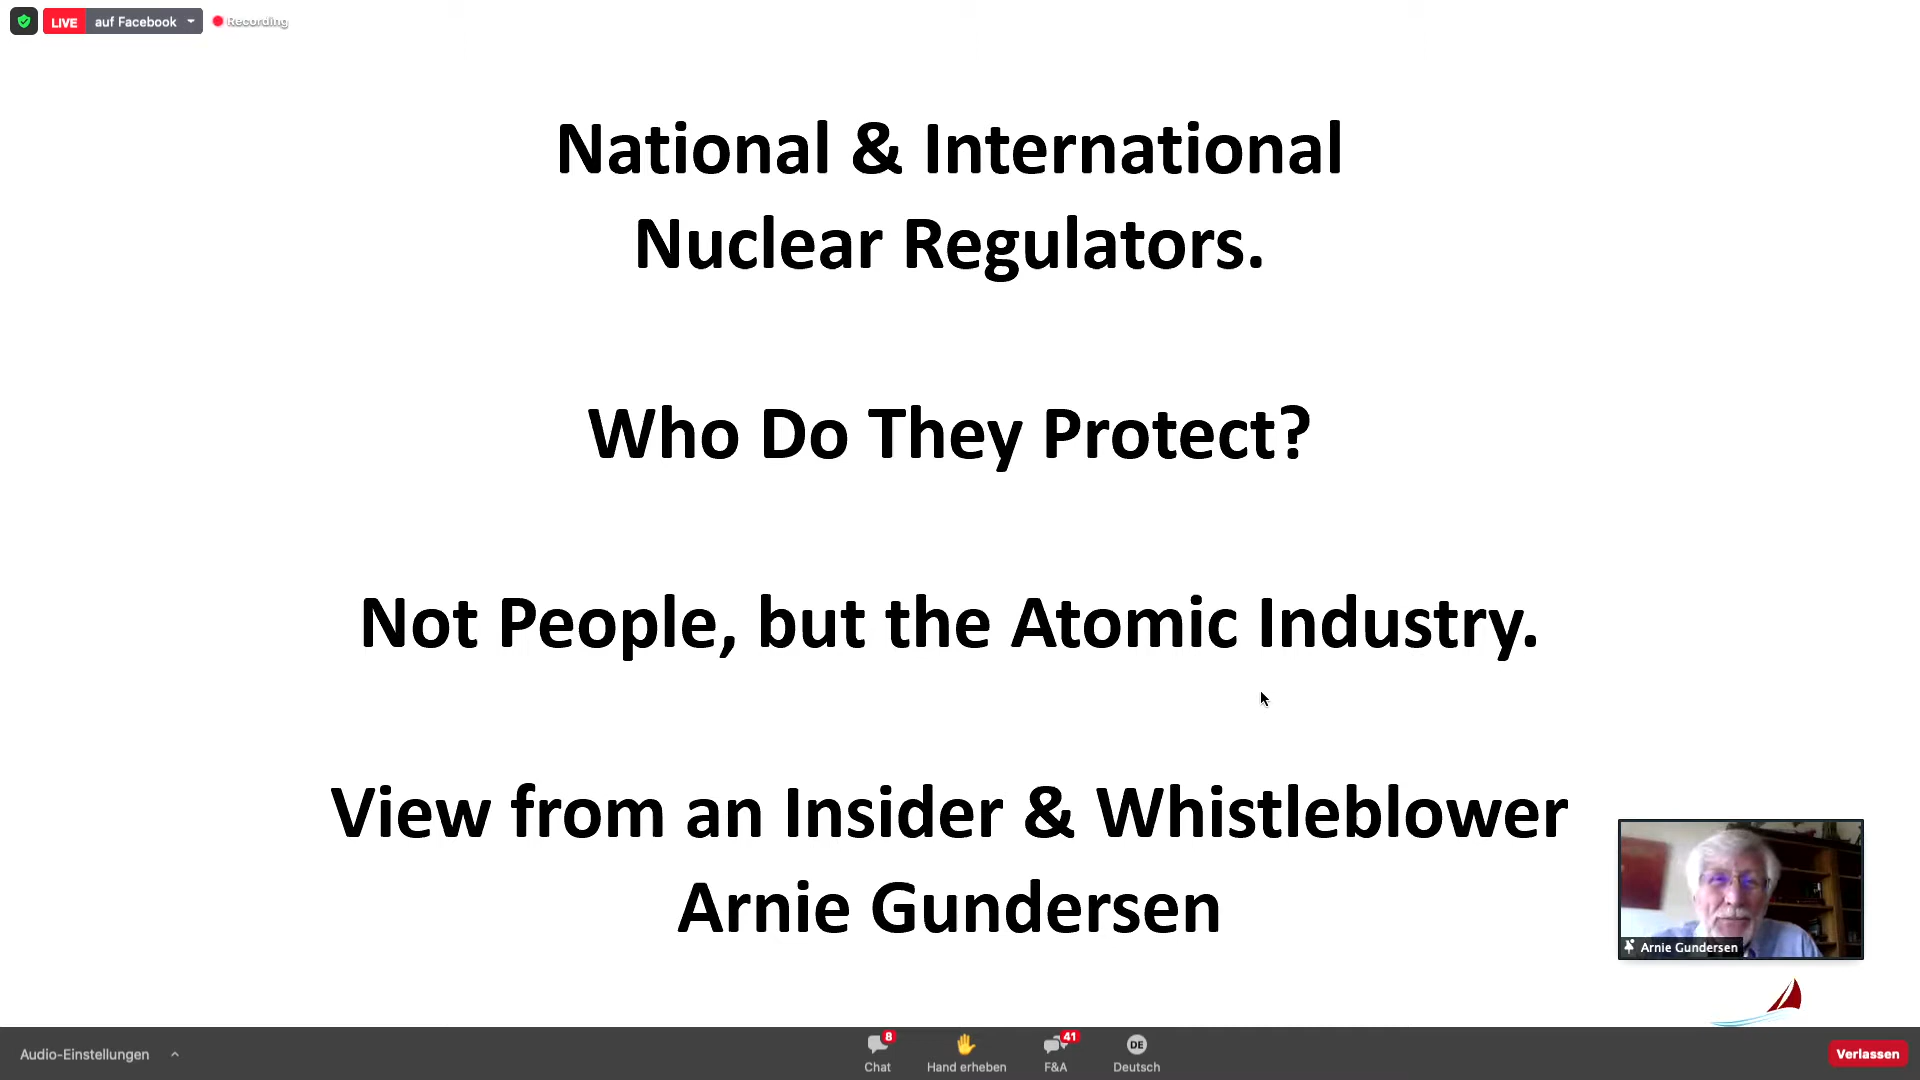 LIVE auf Facebook Recording
National & International
Nuclear Regulators.
Who Do They Protect?
Not People, but the Atomic Industry.
View from an Insider & Whistleblower
Arnie Gundersen
Arnie Gundersen
Audio-Einstellungen
8
41
DE
Chat
Hand erheben
F&A
Deutsch
Verlassen